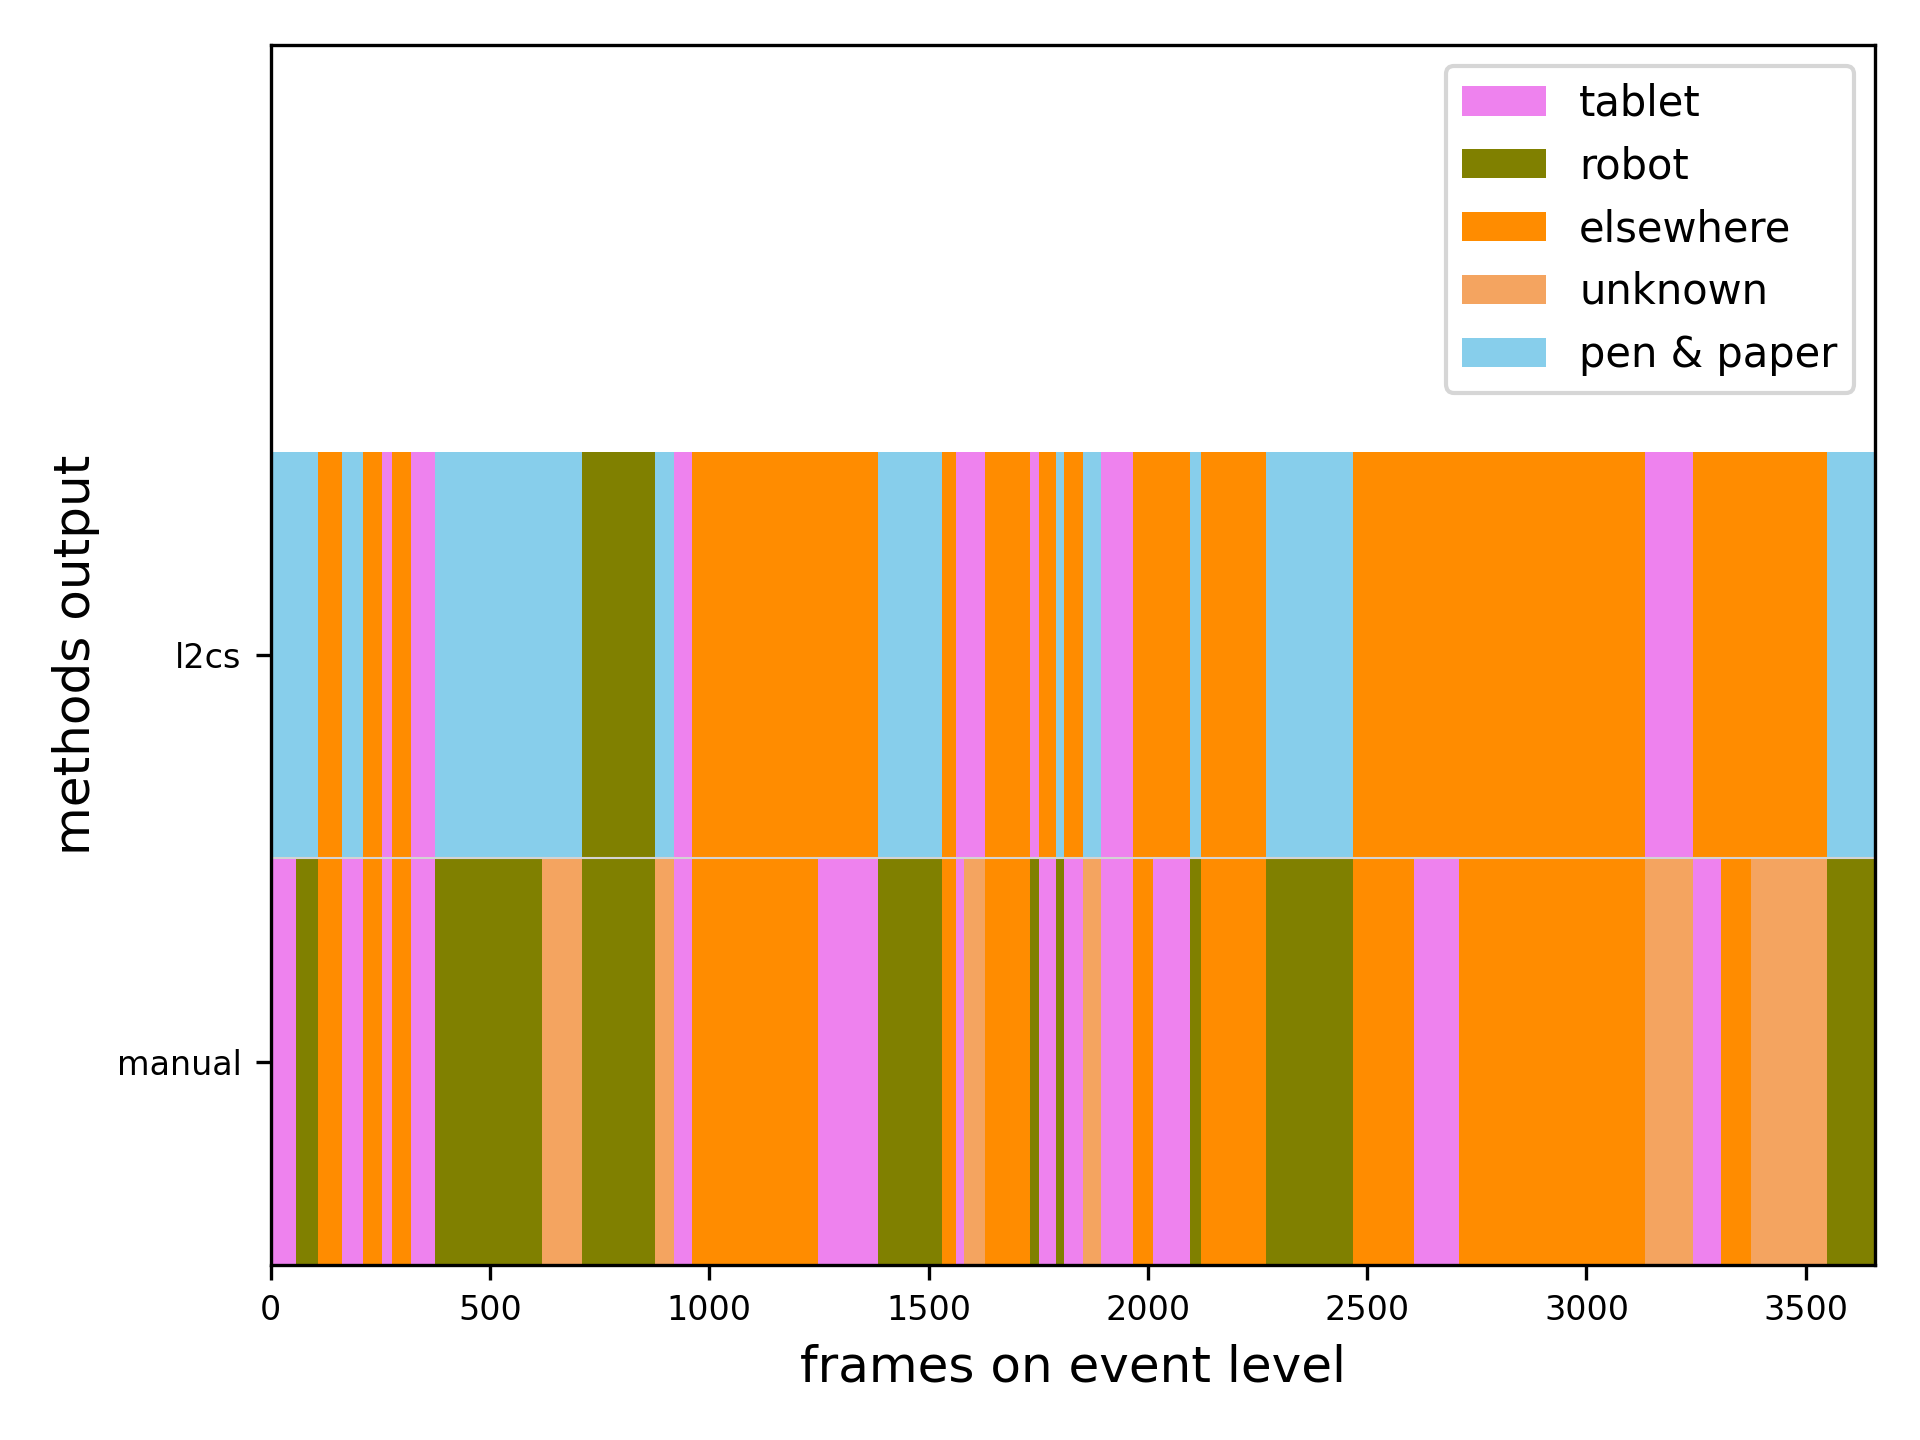 tablet
robot
elsewhere
unknown
pen & paper
methods output
l2cs
manual
0 500 1000 1500 2000 2500 3000 3500
frames on event level